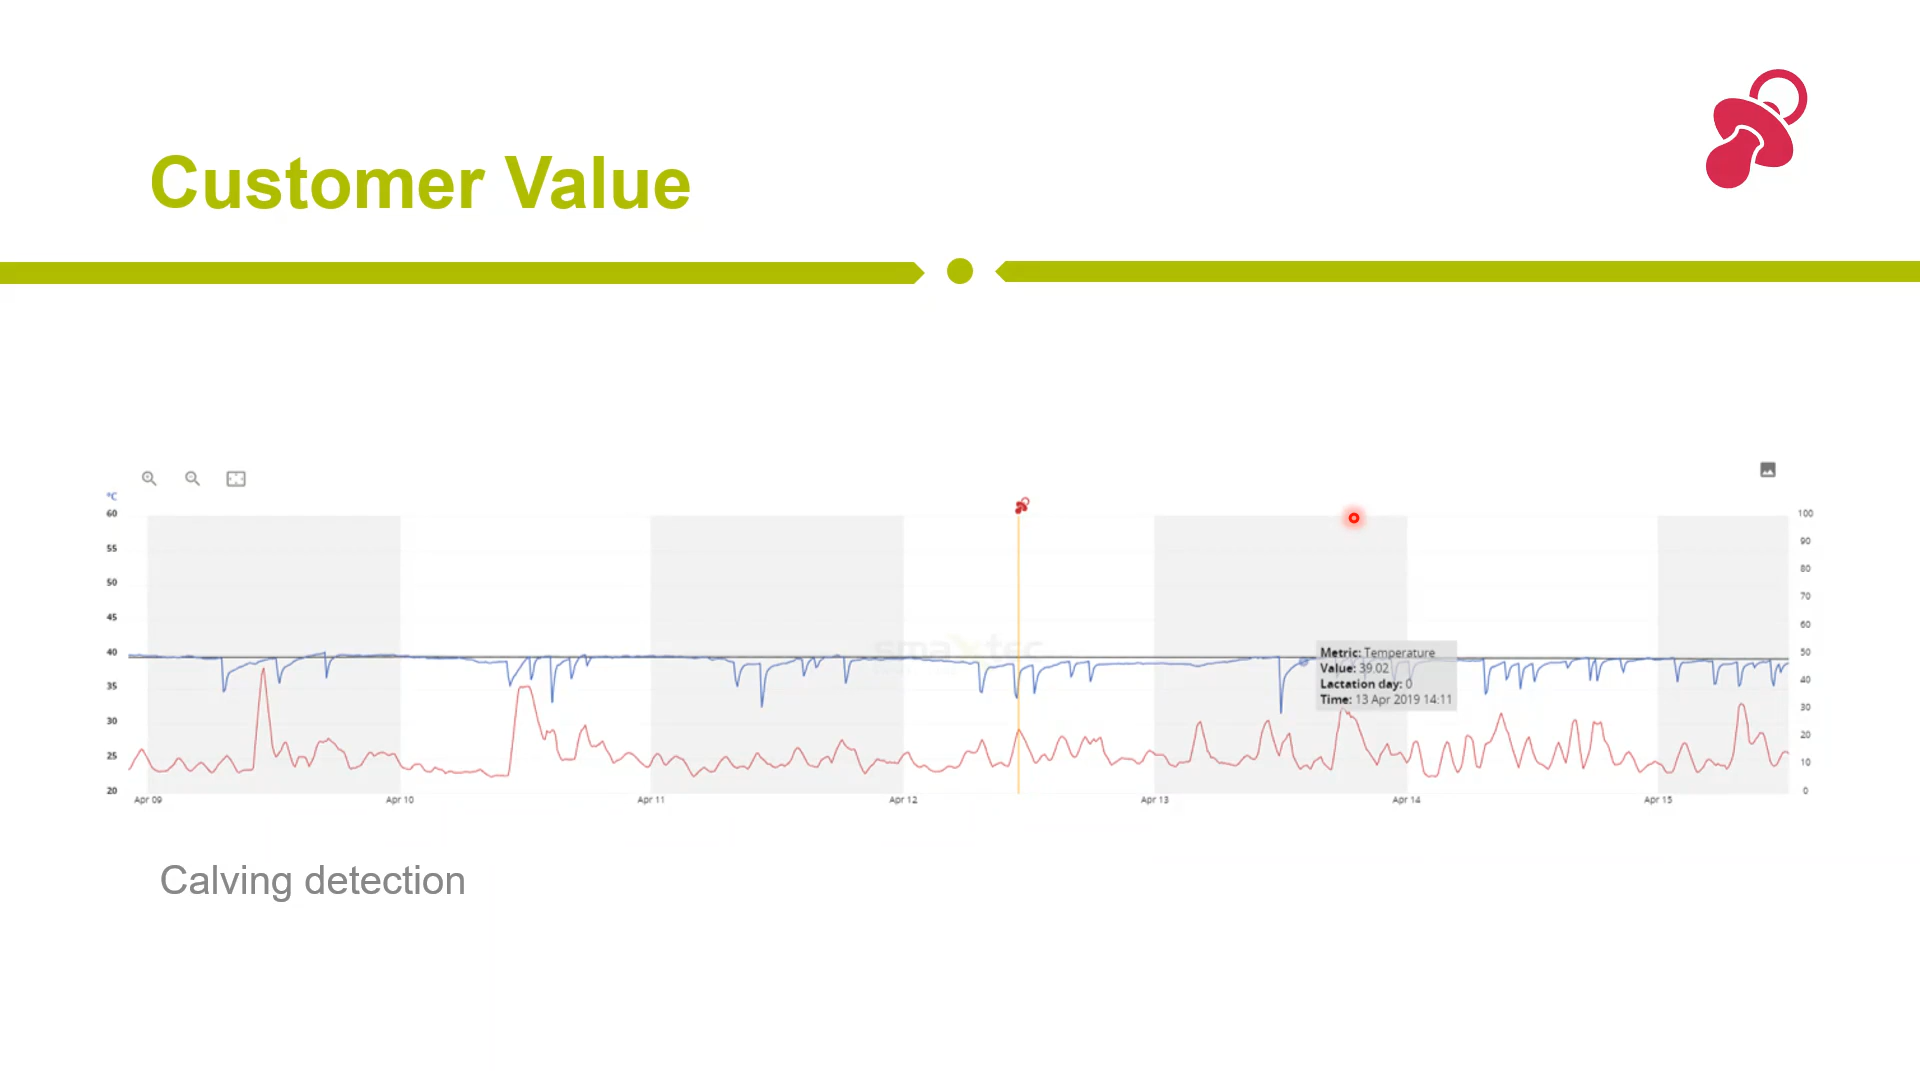 Customer Value
°C
60
55
50
45
40
35
30
25
20
100
90
80
70
60
50
40
30
20
10
0
smaxtec
Metric: Temperature
Value: 39.02
Lactation day: 0
Time: 13 Apr 2019 14:11
Apr 09 Apr 10 Apr 11 Apr 12 Apr 13 Apr 14 Apr 15
Calving detection